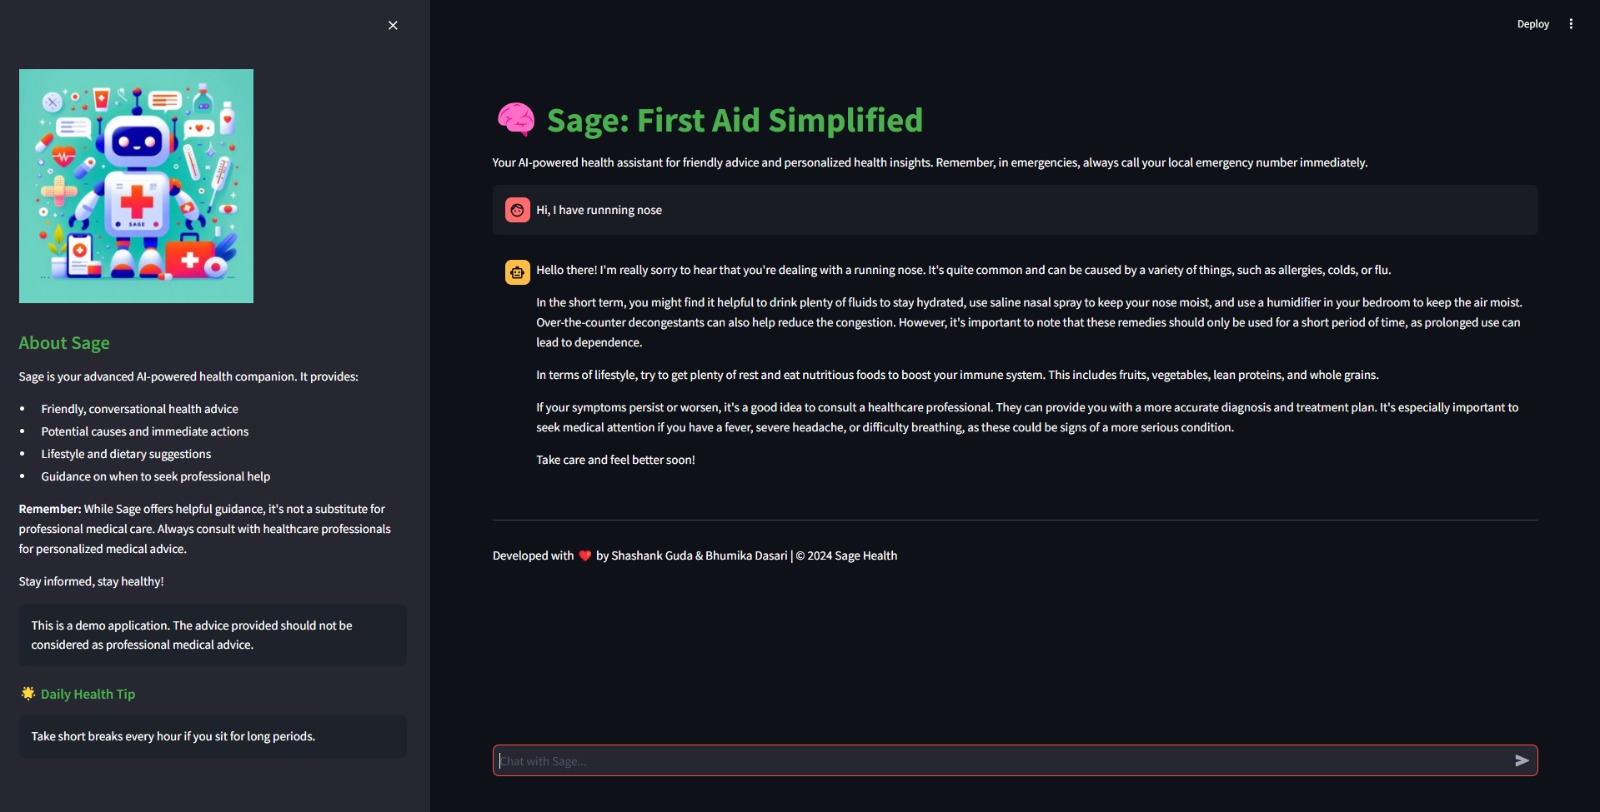 Deploy
SAGE
About Sage
Sage is your advanced AI-powered health companion. It provides:
Friendly, conversational health advice
Potential causes and immediate actions
Lifestyle and dietary suggestions
Guidance on when to seek professional help
Remember: While Sage offers helpful guidance, it's not a substitute for
professional medical care. Always consult with healthcare professionals
for personalized medical advice.
Stay informed, stay healthy!
This is a demo application. The advice provided should not be
considered as professional medical advice.
Daily Health Tip
Take short breaks every hour if you sit for long periods.
Sage: First Aid Simplified
Your AI-powered health assistant for friendly advice and personalized health insights. Remember, in emergencies, always call your local emergency number immediately.
Hi, I have runnning nose
Hello there! I'm really sorry to hear that you're dealing with a running nose. It's quite common and can be caused by a variety of things, such as allergies, colds, or flu.
In the short term, you might find it helpful to drink plenty of fluids to stay hydrated, use saline nasal spray to keep your nose moist, and use a humidifier in your bedroom to keep the air moist.
Over-the-counter decongestants can also help reduce the congestion. However, it's important to note that these remedies should only be used for a short period of time, as prolonged use can
lead to dependence.
In terms of lifestyle, try to get plenty of rest and eat nutritious foods to boost your immune system. This includes fruits, vegetables, lean proteins, and whole grains.
If your symptoms persist or worsen, it's a good idea to consult a healthcare professional. They can provide you with a more accurate diagnosis and treatment plan. It's especially important to
seek medical attention if you have a fever, severe headache, or difficulty breathing, as these could be signs of a more serious condition.
Take care and feel better soon!
Developed with ❤️ by Shashank Guda & Bhumika Dasari | © 2024 Sage Health
Chat with Sage...